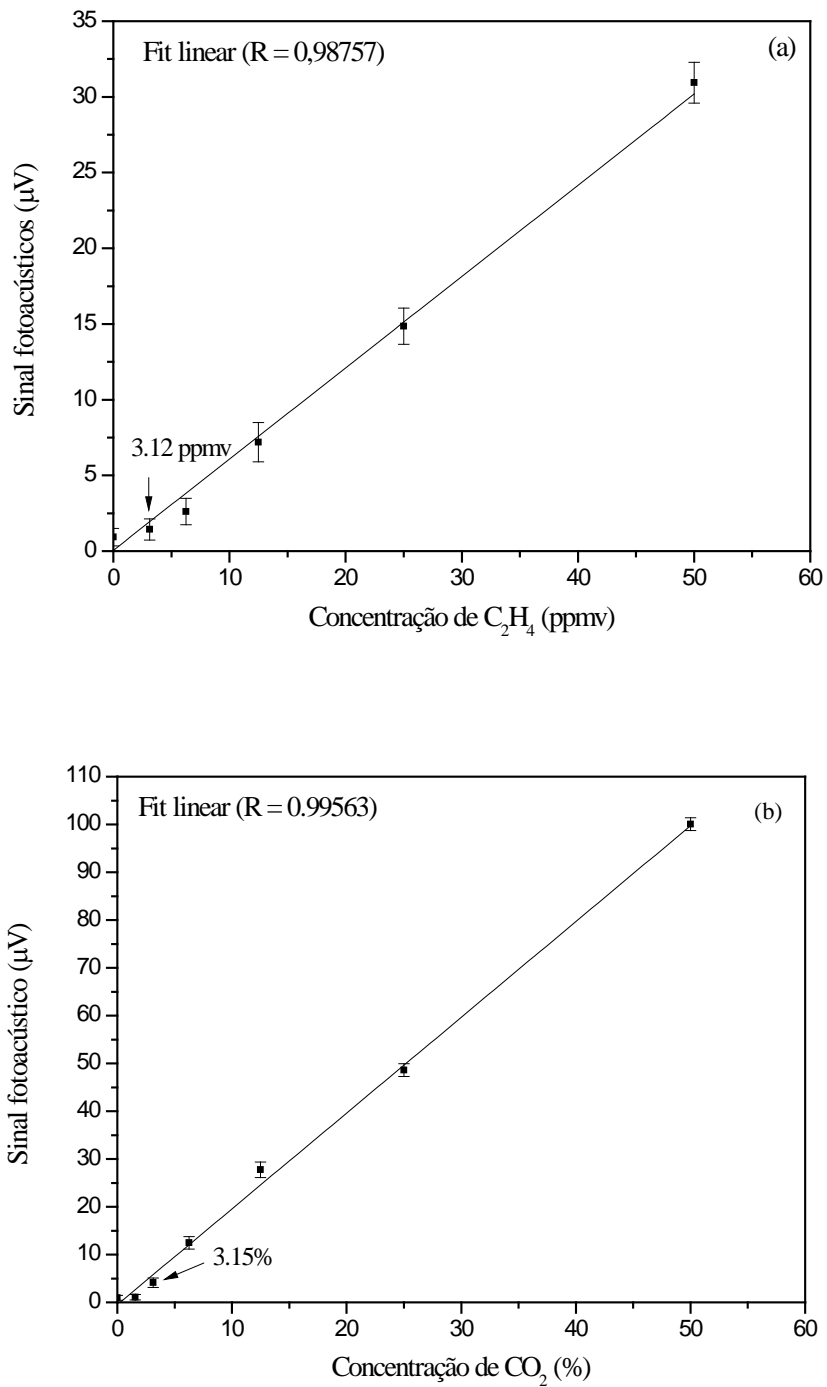 Fit linear (R = 0,98757)
(a)
35
30
25
20
15
10
5
0
Sinal fotoacústicos (µV)
3.12 ppmv
0 10 20 30 40 50 60
Concentração de C₂H₄ (ppmv)
Fit linear (R = 0.99563)
(b)
110
100
90
80
70
60
50
40
30
20
10
0
Sinal fotoacústico (µV)
3.15%
0 10 20 30 40 50 60
Concentração de CO₂ (%)